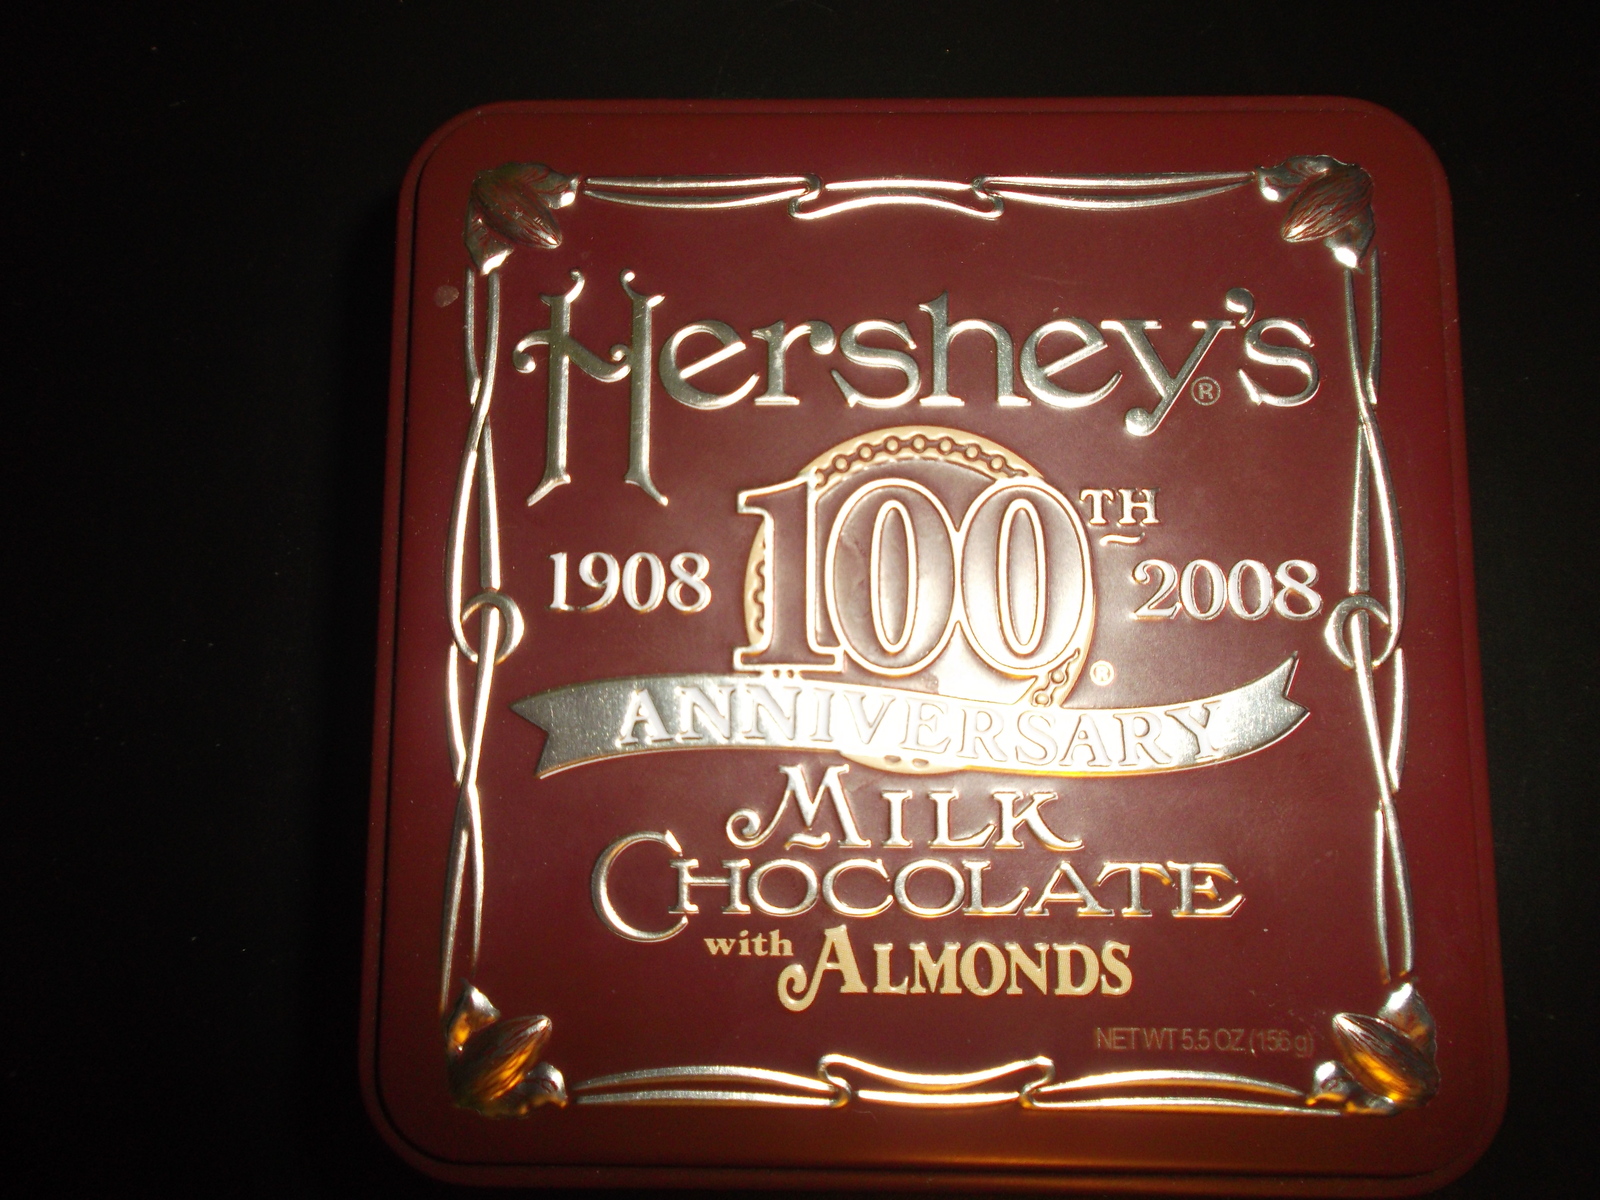 Hershey's®
100TH
1908 2008
ANNIVERSARY®
MILK
CHOCOLATE
with ALMONDS
NET WT 5.5 OZ (156 g)